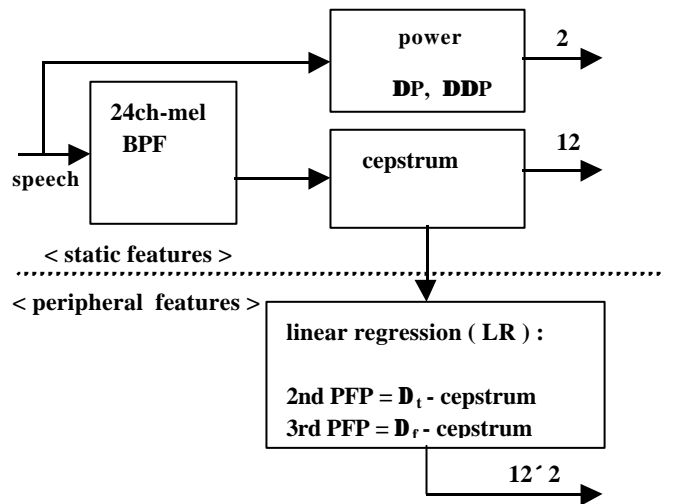 power
2
𝐃P, 𝐃𝐃P
24ch-mel
BPF
cepstrum
12
speech
< static features >
< peripheral features >
linear regression ( LR ) :
2nd PFP = 𝐃t - cepstrum
3rd PFP = 𝐃f - cepstrum
12´2